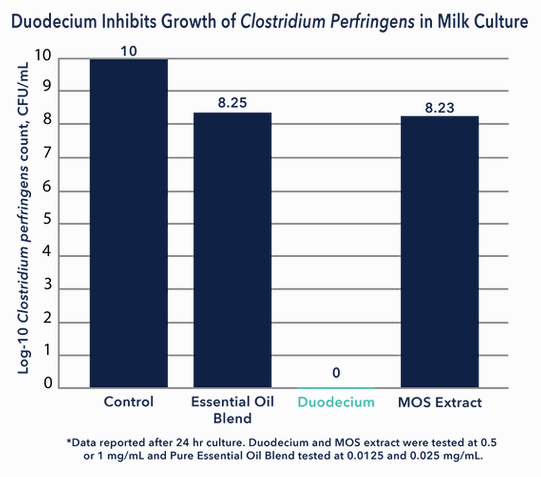 Duodecium Inhibits Growth of Clostridium Perfringens in Milk Culture
Log-10 Clostridium perfringens count, CFU/mL
10
9
8
7
6
5
4
3
2
1
0
10
8.25
0
8.23
Control
Essential Oil
Blend
Duodecium
MOS Extract
*Data reported after 24 hr culture. Duodecium and MOS extract were tested at 0.5
or 1 mg/mL and Pure Essential Oil Blend tested at 0.0125 and 0.025 mg/mL.